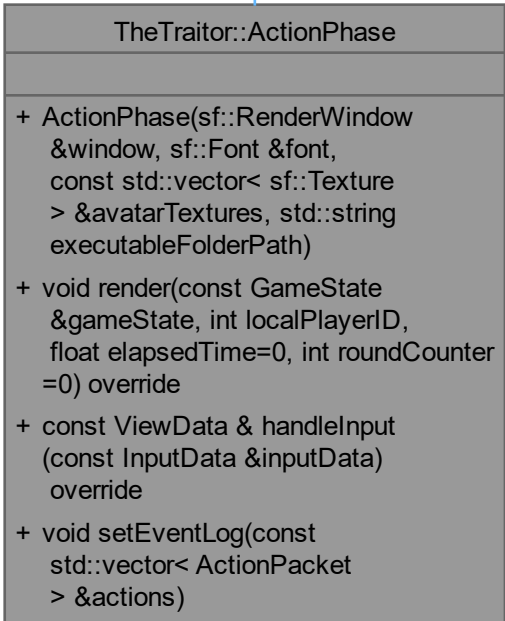 TheTraitor::ActionPhase
+ ActionPhase(sf::RenderWindow
&window, sf::Font &font,
const std::vector< sf::Texture
> &avatarTextures, std::string
executableFolderPath)
+ void render(const GameState
&gameState, int localPlayerID,
float elapsedTime=0, int roundCounter
=0) override
+ const ViewData & handleInput
(const InputData &inputData)
override
+ void setEventLog(const
std::vector< ActionPacket
> &actions)